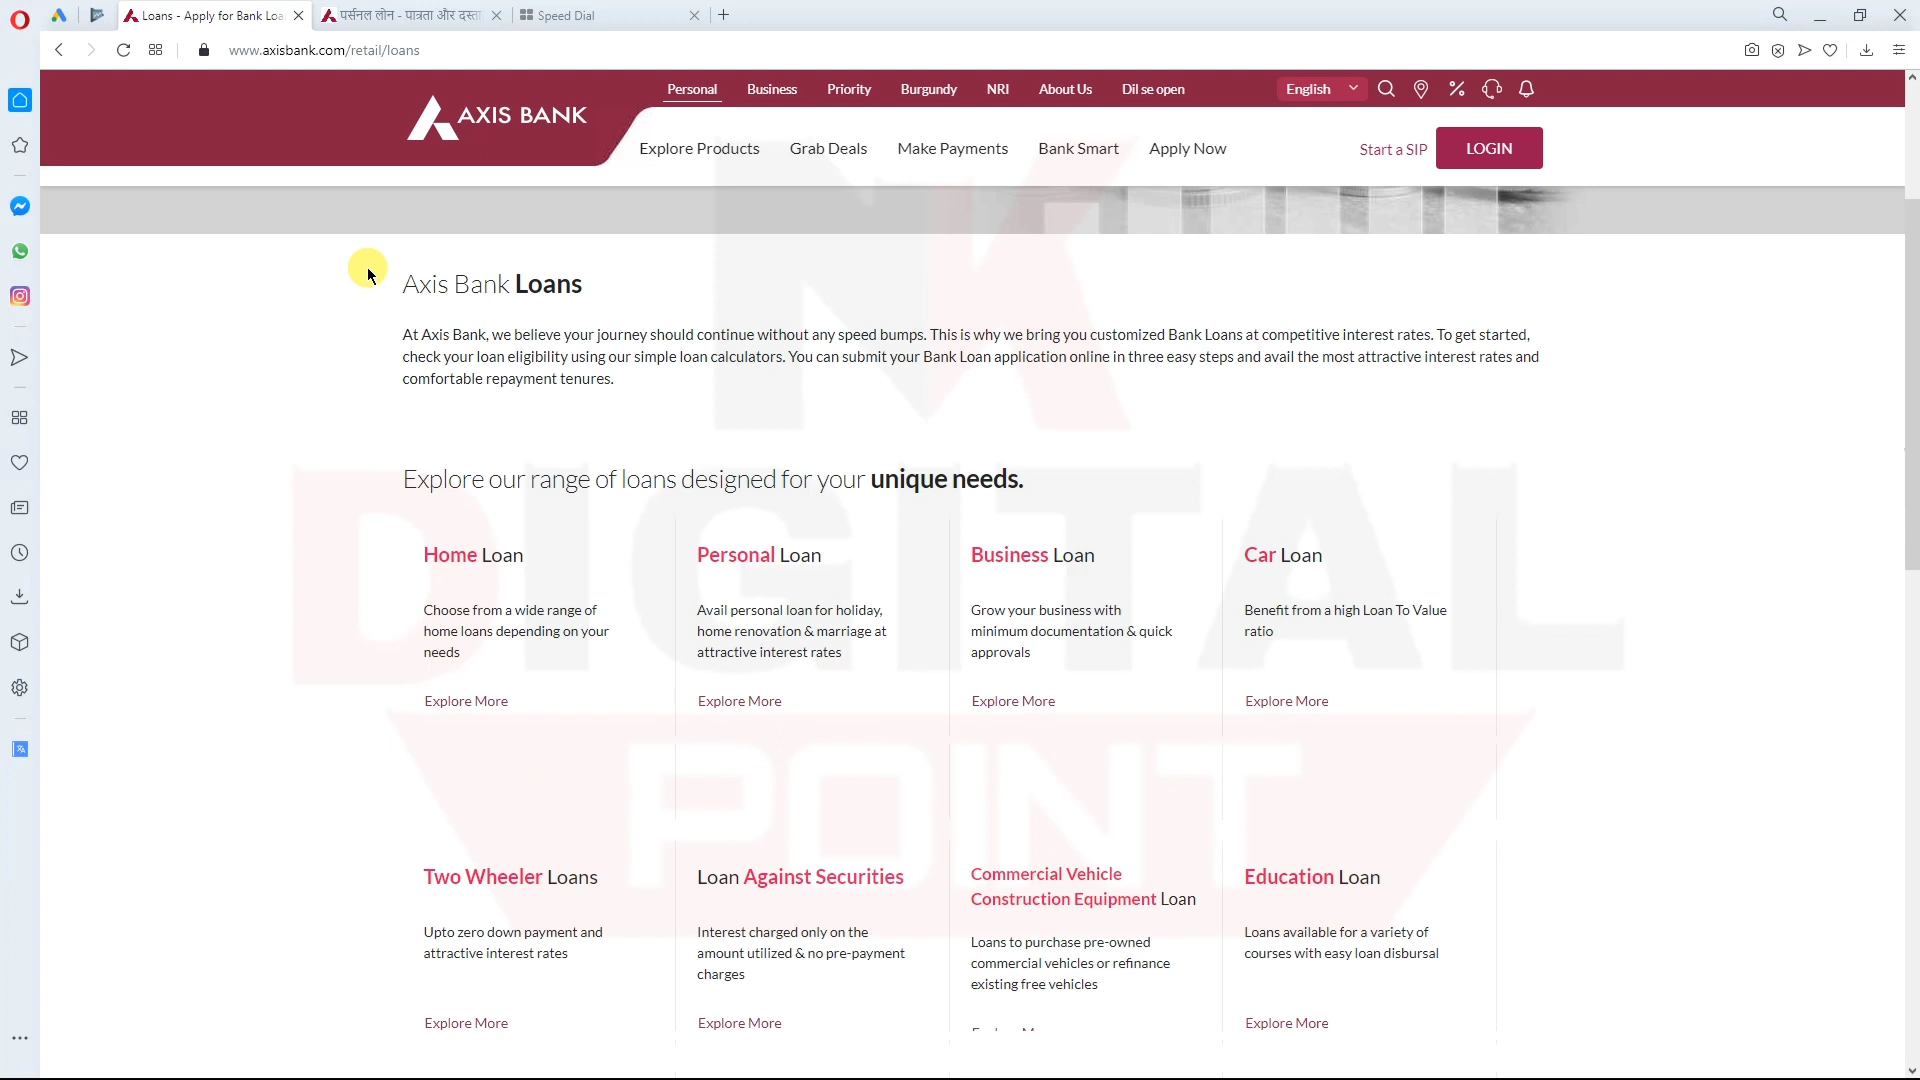 Loans - Apply for Bank Loa
पर्सनल लोन - पात्रता और दस्ता
Speed Dial
www.axisbank.com/retail/loans
Personal Business Priority Burgundy NRI About Us Dil se open English
AXIS BANK
Explore Products Grab Deals Make Payments Bank Smart Apply Now Start a SIP LOGIN
Axis Bank Loans
At Axis Bank, we believe your journey should continue without any speed bumps. This is why we bring you customized Bank Loans at competitive interest rates. To get started,
check your loan eligibility using our simple loan calculators. You can submit your Bank Loan application online in three easy steps and avail the most attractive interest rates and
comfortable repayment tenures.
Explore our range of loans designed for your unique needs.
Home Loan
Choose from a wide range of
home loans depending on your
needs
Explore More
Personal Loan
Avail personal loan for holiday,
home renovation & marriage at
attractive interest rates
Explore More
Business Loan
Grow your business with
minimum documentation & quick
approvals
Explore More
Car Loan
Benefit from a high Loan To Value
ratio
Explore More
Two Wheeler Loans
Upto zero down payment and
attractive interest rates
Explore More
Loan Against Securities
Interest charged only on the
amount utilized & no pre-payment
charges
Explore More
Commercial Vehicle
Construction Equipment Loan
Loans to purchase pre-owned
commercial vehicles or refinance
existing free vehicles
Education Loan
Loans available for a variety of
courses with easy loan disbursal
Explore More
NK
DIGITAL
POINT